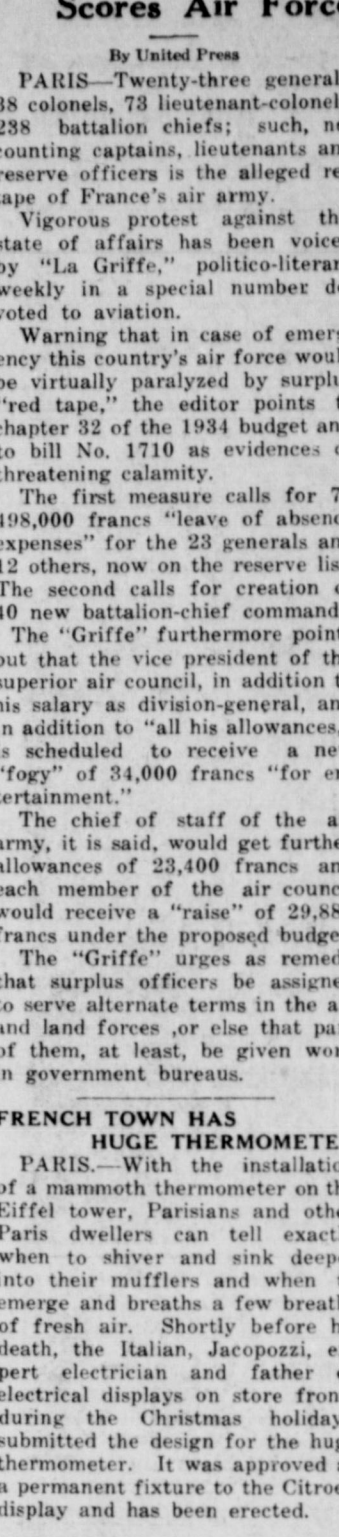 Scores Air Forc
By United Press
PARIS—Twenty-three general
38 colonels, 73 lieutenant-colonel
238 battalion chiefs; such, n
ounting captains, lieutenants an
reserve officers is the alleged re
tape of France's air army.
Vigorous protest against th
state of affairs has been voice
by "La Griffe," politico-literar
weekly in a special number d
voted to aviation.
Warning that in case of emer
ency this country's air force woul
be virtually paralyzed by surplu
"red tape," the editor points t
chapter 32 of the 1934 budget an
to bill No. 1710 as evidences o
threatening calamity.
The first measure calls for 7
198,000 francs "leave of absenc
expenses" for the 23 generals an
12 others, now on the reserve lis
The second calls for creation o
40 new battalion-chief command
The "Griffe" furthermore point
out that the vice president of th
superior air council, in addition t
his salary as division-general, an
in addition to "all his allowances,
is scheduled to receive a ne
"fogy" of 34,000 francs "for en
ertainment."
The chief of staff of the a
army, it is said, would get furthe
allowances of 23,400 francs an
each member of the air counc
would receive a "raise" of 29,88
francs under the proposed budge
The "Griffe" urges as remed
that surplus officers be assigne
to serve alternate terms in the a
and land forces ,or else that pa
of them, at least, be given wor
in government bureaus.
FRENCH TOWN HAS
HUGE THERMOMETE
PARIS.—With the installatio
of a mammoth thermometer on th
Eiffel tower, Parisians and othe
Paris dwellers can tell exact
when to shiver and sink deep
into their mufflers and when t
emerge and breaths a few breath
of fresh air. Shortly before h
death, the Italian, Jacopozzi, e
pert electrician and father o
electrical displays on store fron
during the Christmas holiday
submitted the design for the hug
thermometer. It was approved a
a permanent fixture to the Citroe
display and has been erected.